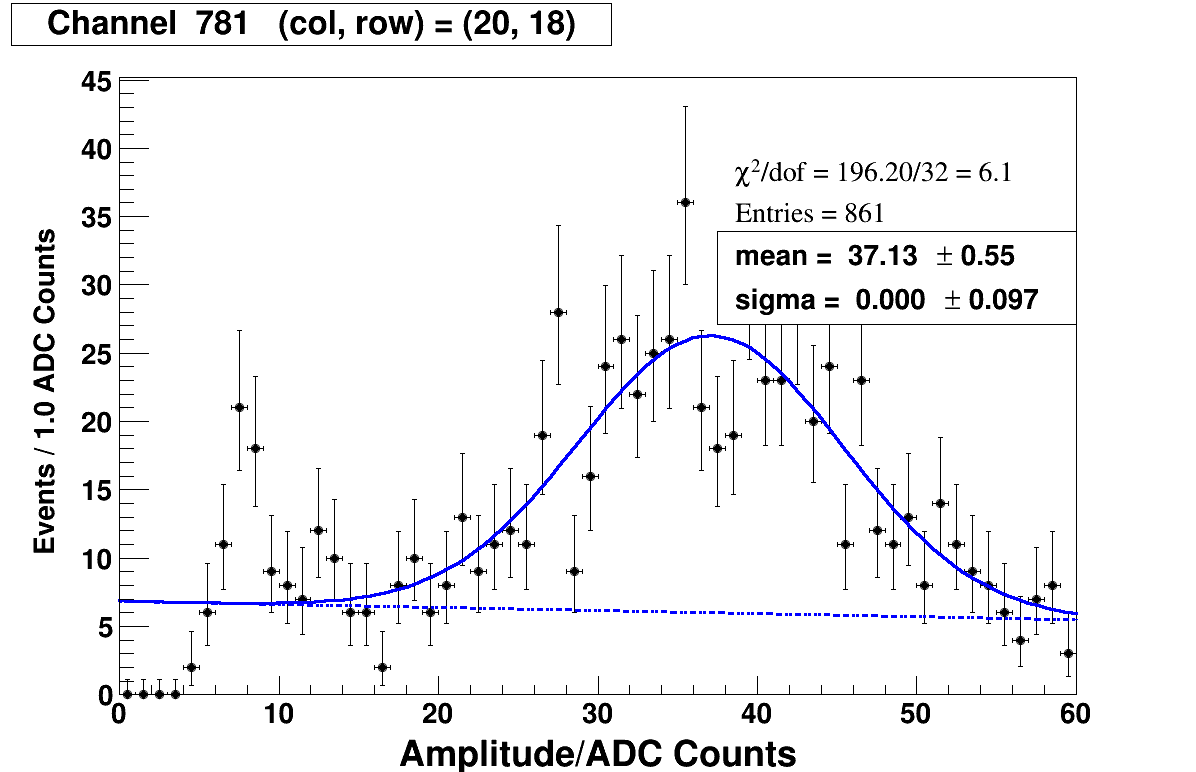 Channel 781 (col, row) = (20, 18)
45
40
35
30
25
20
15
10
5
0
Events / 1.0 ADC Counts
χ²/dof = 196.20/32 = 6.1
Entries = 861
mean = 37.13 ± 0.55
sigma = 0.000 ± 0.097
0 10 20 30 40 50 60
Amplitude/ADC Counts